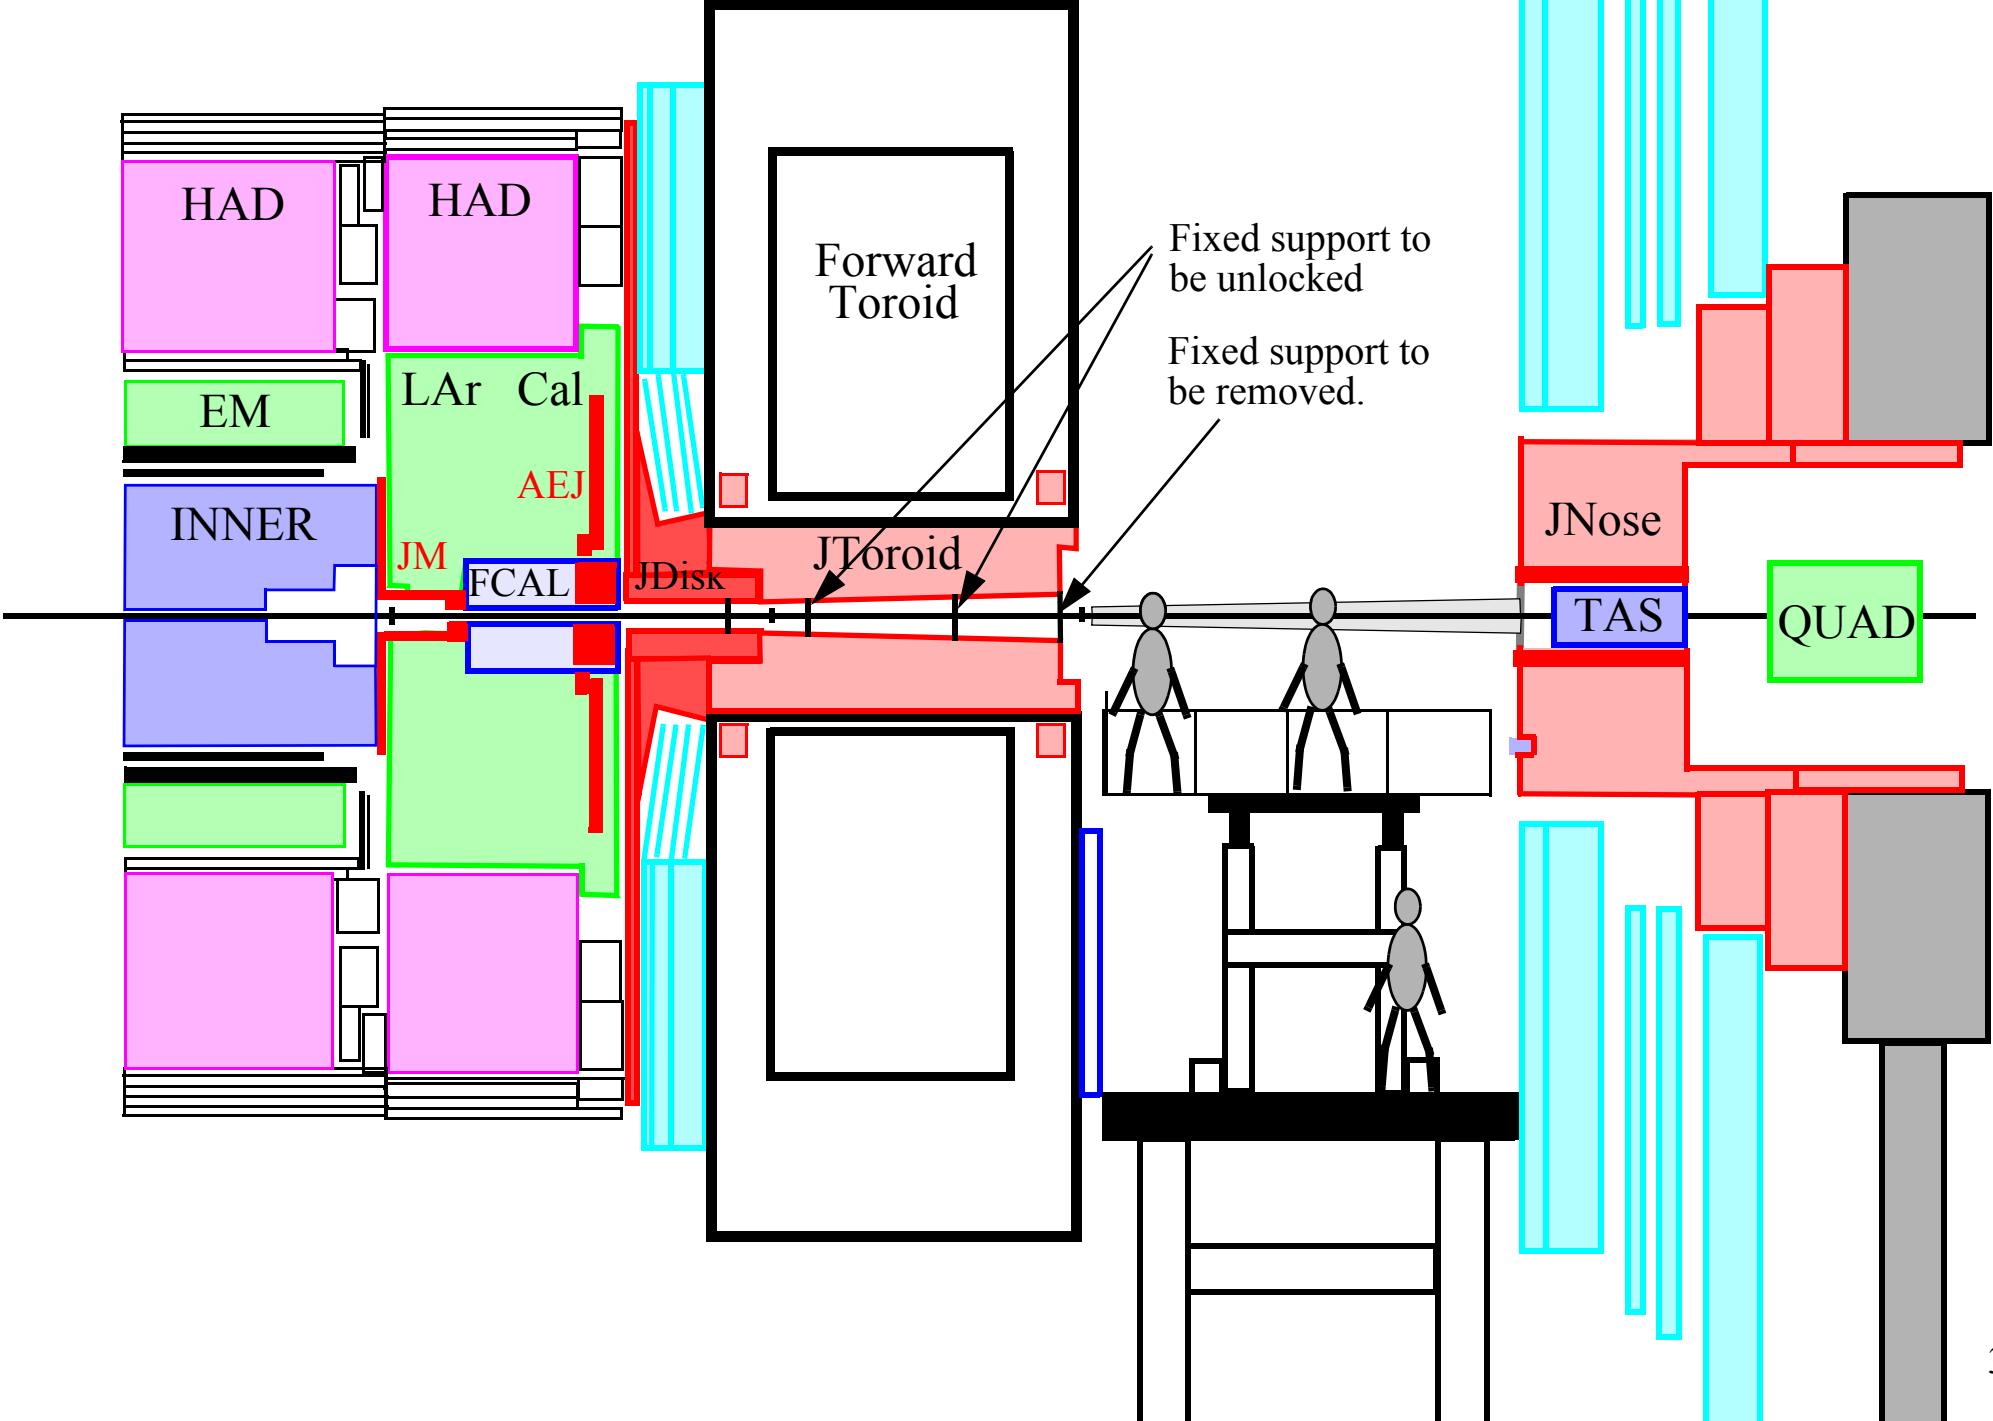 HAD
HAD
Forward
Toroid
Fixed support to
be unlocked
Fixed support to
be removed.
LAr Cal
EM
AEJ
INNER
JM
FCAL
JDisk
JToroid
JNose
TAS
QUAD